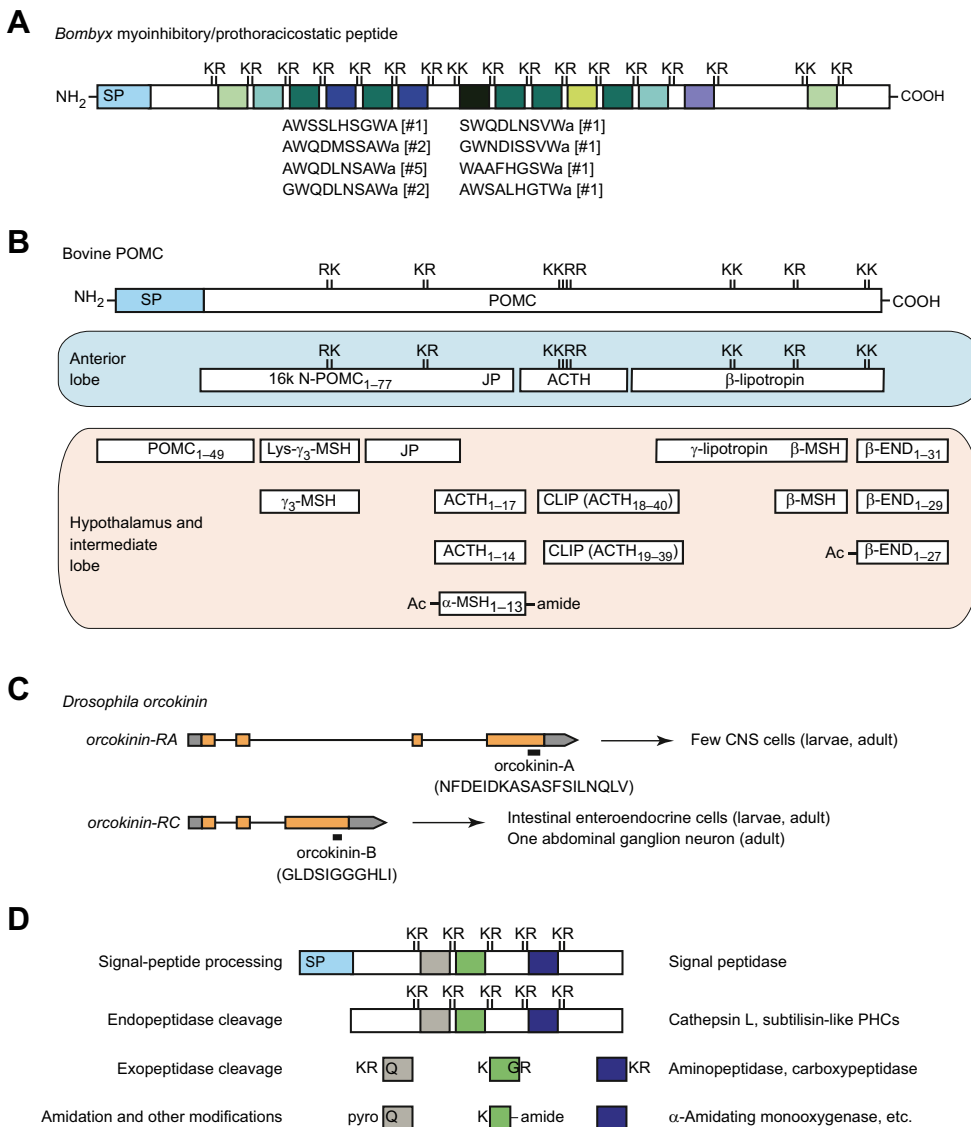 A
Bombyx myoinhibitory/prothoracicostatic peptide
KR KR KR KR KR KR KR KK KR KR KR KR KR KR KK KR
NH2 SP COOH
AWSSLHSGWA [#1] SWQDLNSVWa [#1]
AWQDMSSAWa [#2] GWNDISSVWa [#1]
AWQDLNSAWa [#5] WAAFHGSWa [#1]
GWQDLNSAWa [#2] AWSALHGTWa [#1]
B
Bovine POMC
RK KR KKRR KK KR KK
NH2 SP POMC COOH
Anterior
lobe
RK KR KKRR KK KR KK
16k N-POMC1–77 JP ACTH β-lipotropin
POMC1–49 Lys-γ3-MSH JP γ-lipotropin β-MSH β-END1–31
Hypothalamus and
intermediate
lobe
γ3-MSH ACTH1–17 CLIP (ACTH18–40) β-MSH β-END1–29
ACTH1–14 CLIP (ACTH19–39) Ac β-END1–27
Ac α-MSH1–13 amide
C
Drosophila orcokinin
orcokinin-RA Few CNS cells (larvae, adult)
orcokinin-A
(NFDEIDKASASFSILNQLV)
orcokinin-RC Intestinal enteroendocrine cells (larvae, adult)
One abdominal ganglion neuron (adult)
orcokinin-B
(GLDSIGGGHLI)
D
KR KR KR KR KR
Signal-peptide processing SP Signal peptidase
KR KR KR KR KR
Endopeptidase cleavage Cathepsin L, subtilisin-like PHCs
Exopeptidase cleavage KR Q K GR KR Aminopeptidase, carboxypeptidase
Amidation and other modifications pyro Q K amide α-Amidating monooxygenase, etc.